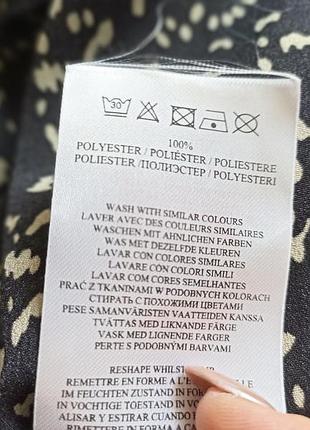 30
100%
POLYESTER / POLIÉSTER / POLIESTERE
POLIESTER /ПОЛИЭСТЕР / POLYESTERI
WASH WITH SIMILAR COLOURS
LAVER AVEC DES COULEURS SIMILAIRES
WASCHEN MIT ÄHNLICHEN FARBEN
WAS MET DEZELFDE KLEUREN
LAVAR CON COLORES SIMILARES
LAVARE CON COLORI SIMILI
LAVAR COM CORES SEMELHANTES
PRAĆ Z TKANINAMI W PODOBNYCH KOLORACH
СТИРАТЬ С ПОХОЖИМИ ЦВЕТАМИ
PESE SAMANVÄRISTEN VAATTEIDEN KANSSA
TVÄTTAS MED LIKNANDE FÄRGE
VASK MED LIGNENDE FARGER
PERTE S PODOBNÝMI BARVAMI
RESHAPE WHILST
REMETTRE EN FORME A L'É
IM FEUCHTEN ZUSTAND IN FORM
IN VOCHTIGE TOESTAND IN
ALISAR / ESTIRAR CUANDO